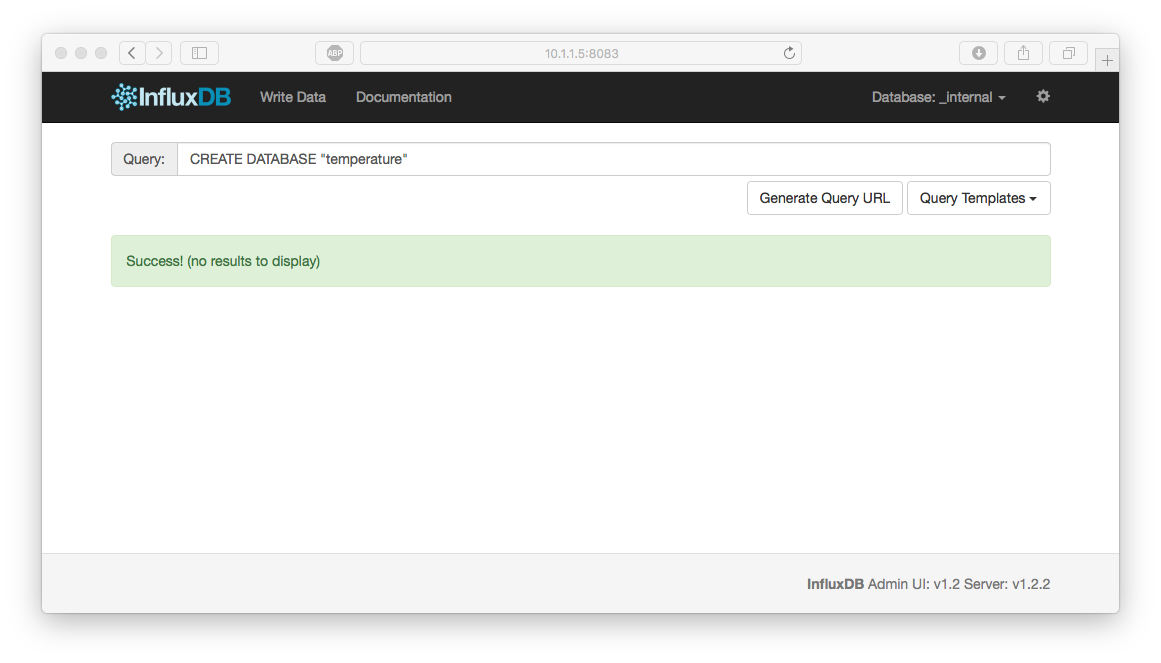 ABP
10.1.1.5:8083
InfluxDB Write Data Documentation Database: _internal
Query: CREATE DATABASE "temperature"
Generate Query URL Query Templates
Success! (no results to display)
InfluxDB Admin UI: v1.2 Server: v1.2.2